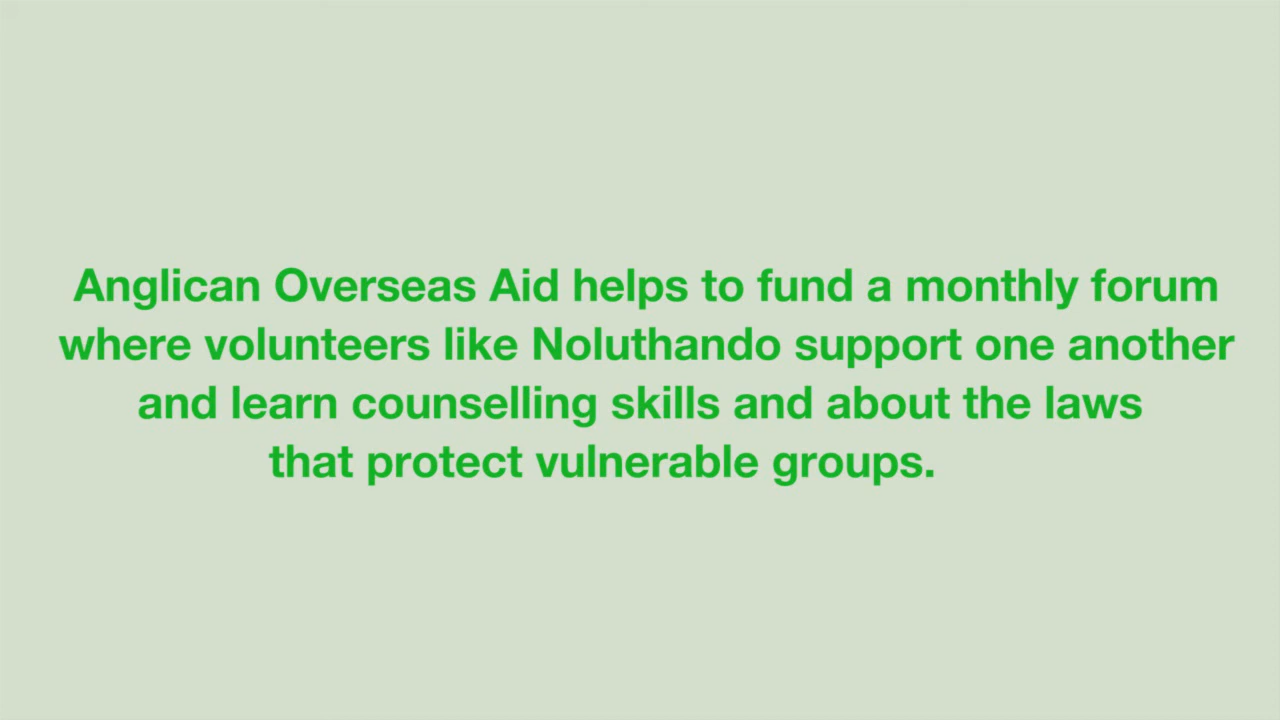 Anglican Overseas Aid helps to fund a monthly forum
where volunteers like Noluthando support one another
and learn counselling skills and about the laws
that protect vulnerable groups.